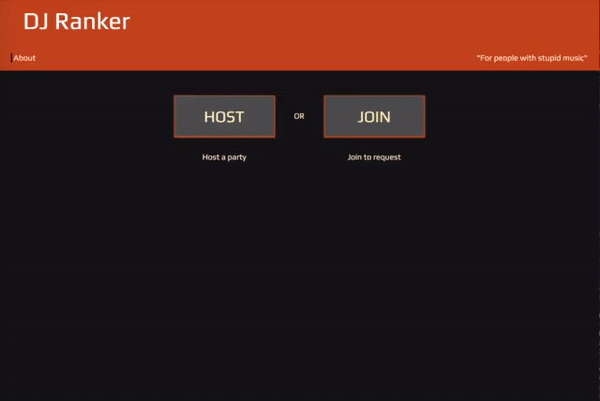 DJ Ranker
About
"For people with stupid music"
HOST
OR
JOIN
Host a party
Join to request